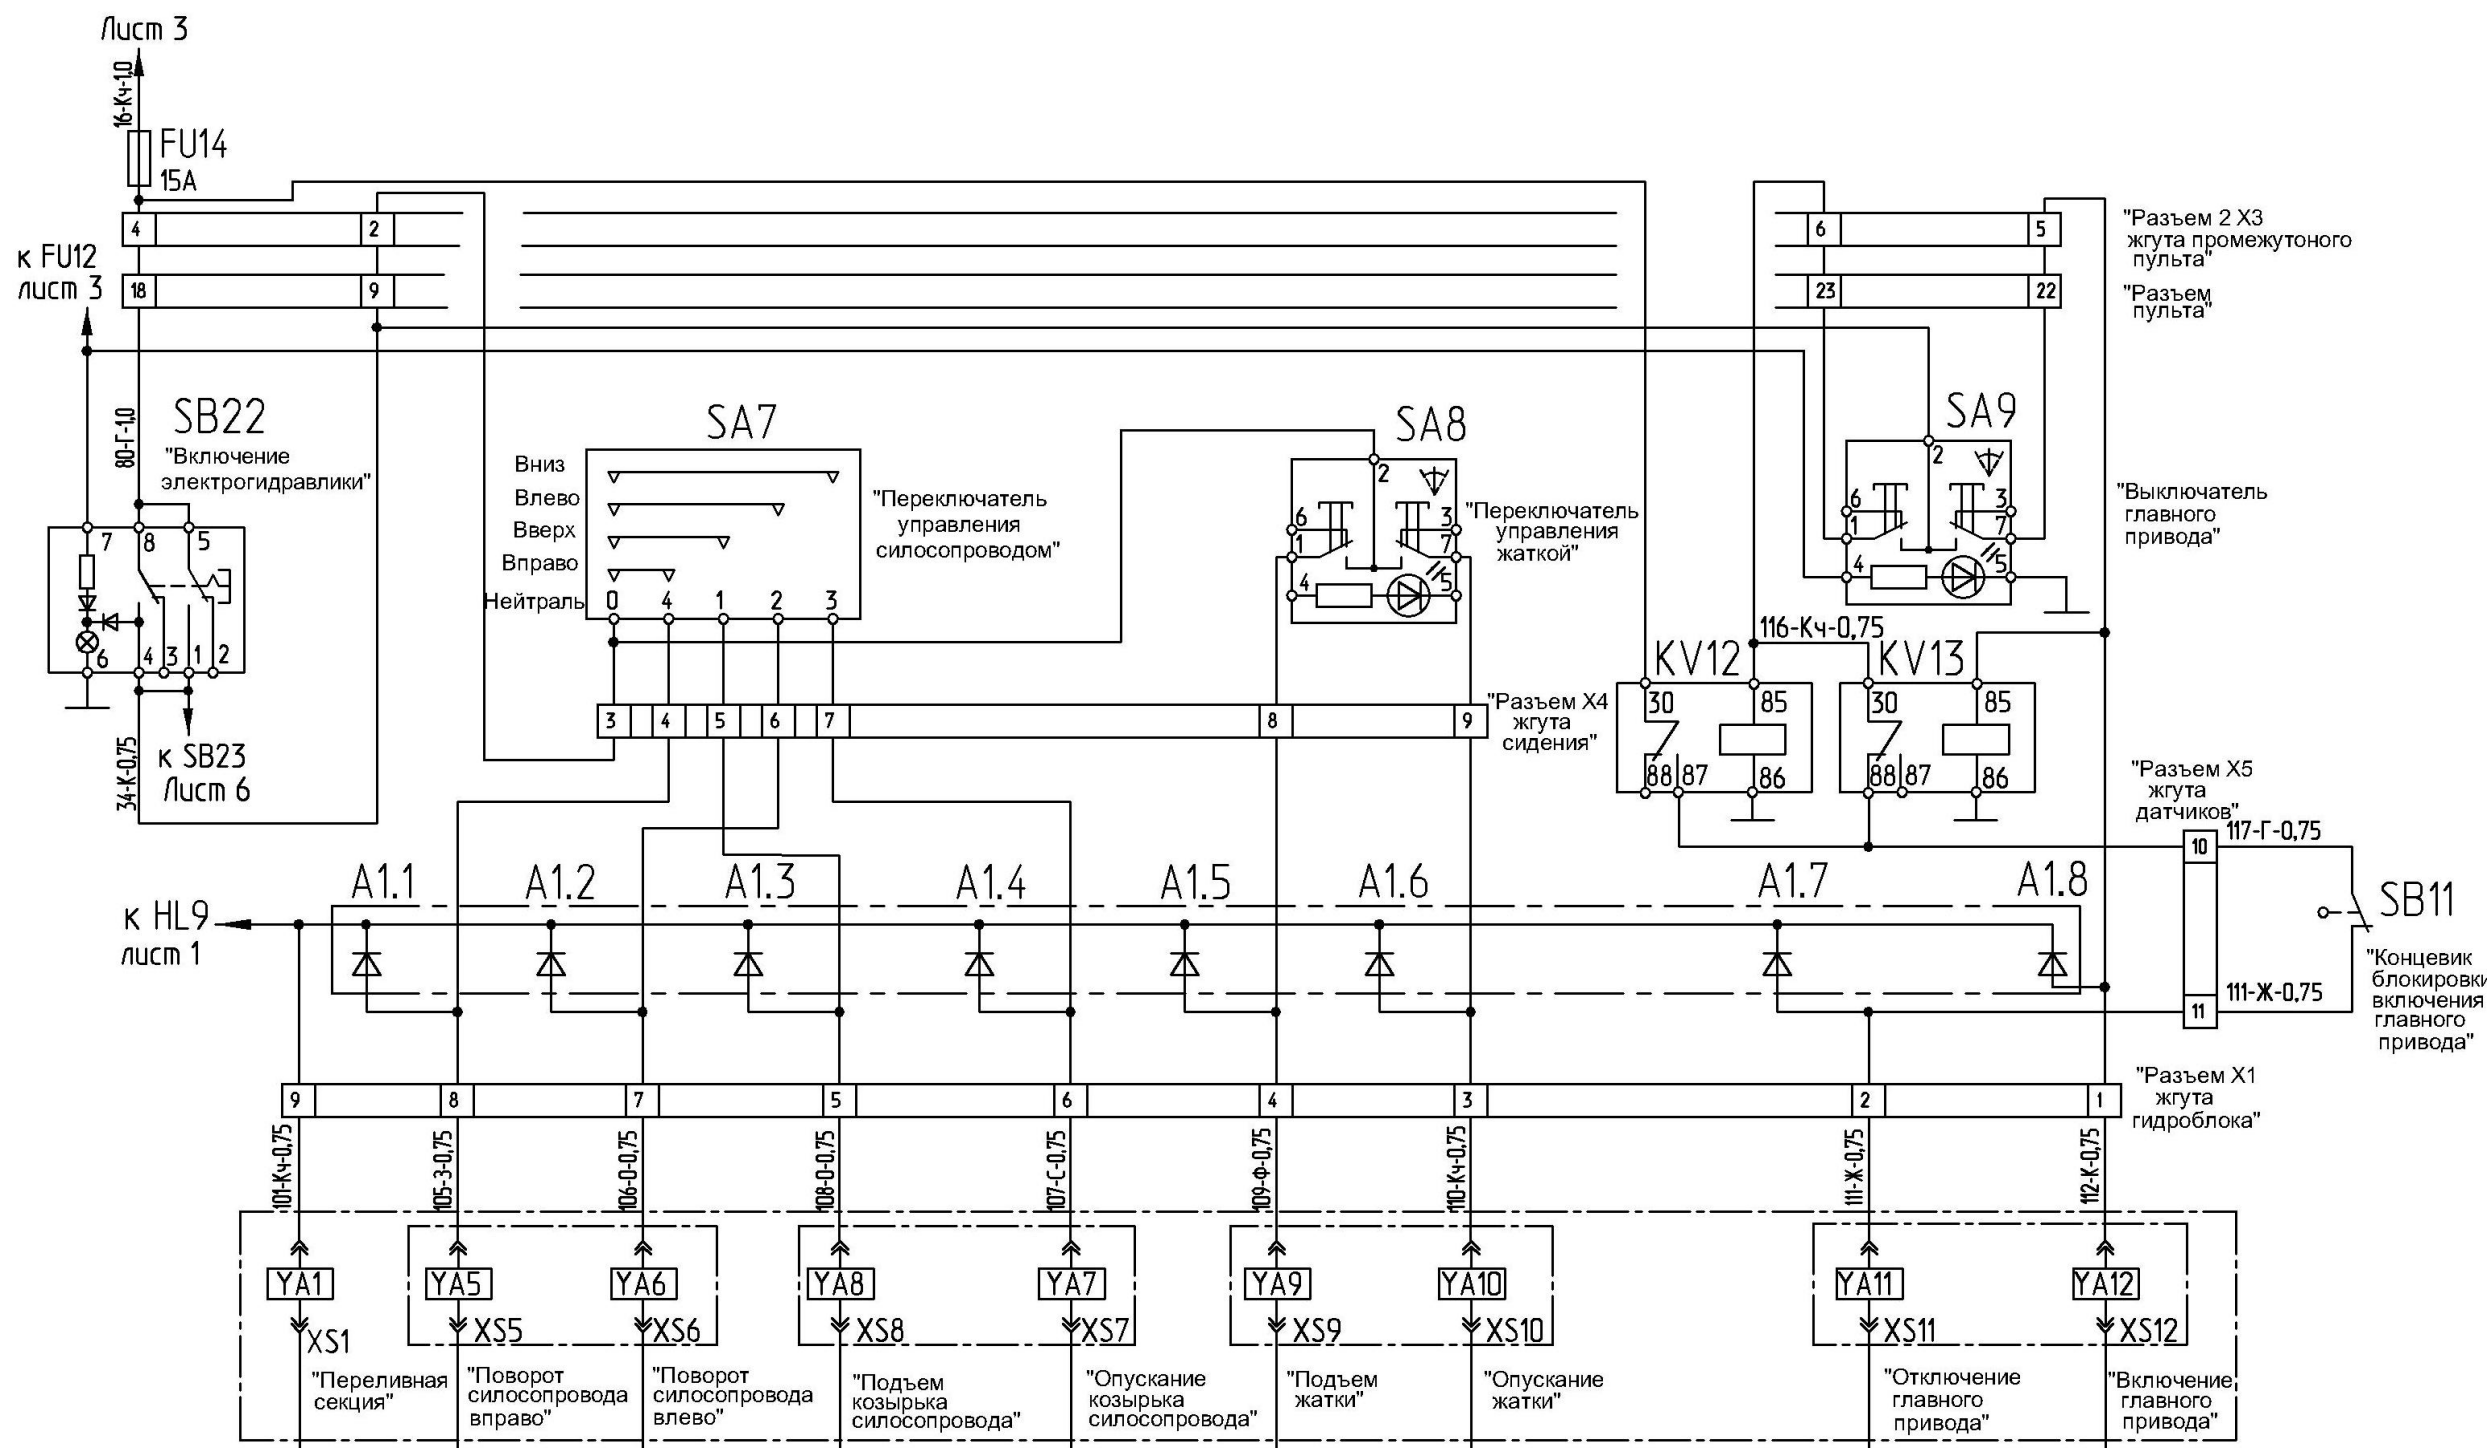 Лист 3
16-Кч-1,0
FU14
15А
4
2
6
5
"Разъем 2 Х3
жгута промежутоного
пульта"
к FU12
лист 3
18
9
23
22
"Разъем
пульта"
80-Г-1,0
SB22
"Включение
электрогидравлики"
7
8
5
6
4
3
1
2
34-К-0,75
к SB23
Лист 6
SA7
Вниз
Влево
Вверх
Вправо
Нейтраль
0
4
1
2
3
"Переключатель
управления
силосопроводом"
SA8
2
6
3
1
7
4
5
"Переключатель
управления
жаткой"
SA9
2
6
3
1
7
4
5
"Выключатель
главного
привода"
116-Кч-0,75
KV12
30
85
88
87
86
KV13
30
85
88
87
86
3
4
5
6
7
8
9
"Разъем Х4
жгута
сидения"
"Разъем Х5
жгута
датчиков"
10
117-Г-0,75
11
111-Ж-0,75
SB11
"Концевик
блокировки
включения
главного
привода"
А1.1
А1.2
А1.3
А1.4
А1.5
А1.6
А1.7
А1.8
к HL9
лист 1
9
8
7
5
6
4
3
2
1
"Разъем Х1
жгута
гидроблока"
101-Кч-0,75
105-З-0,75
106-О-0,75
108-О-0,75
107-С-0,75
109-Ф-0,75
110-Кч-0,75
111-Ж-0,75
112-К-0,75
YA1
YA5
YA6
YA8
YA7
YA9
YA10
YA11
YA12
XS1
XS5
XS6
XS8
XS7
XS9
XS10
XS11
XS12
"Переливная
секция"
"Поворот
силосопровода
вправо"
"Поворот
силосопровода
влево"
"Подъем
козырька
силосопровода"
"Опускание
козырька
силосопровода"
"Подъем
жатки"
"Опускание
жатки"
"Отключение
главного
привода"
"Включение
главного
привода"